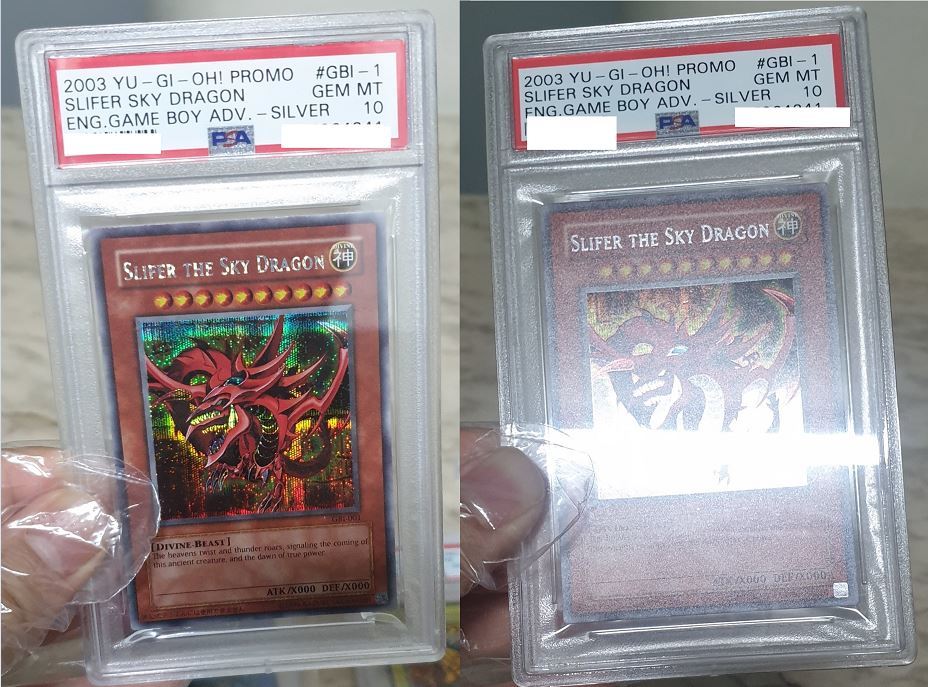 2003 YU-GI-OH! PROMO #GBI-1
SLIFER SKY DRAGON GEM MT
ENG.GAME BOY ADV.-SILVER 10
PSA
SLIFER THE SKY DRAGON
神
GBI-001
[DIVINE-BEAST]
The heavens twist and thunder roars, signaling the coming of
this ancient creature, and the dawn of true power.
ATK/X000 DEF/X000
2003 YU-GI-OH! PROMO #GBI-1
SLIFER SKY DRAGON GEM MT
ENG.GAME BOY ADV.-SILVER 10
PSA
SLIFER THE SKY DRAGON
神
ATK/X000 DEF/X000